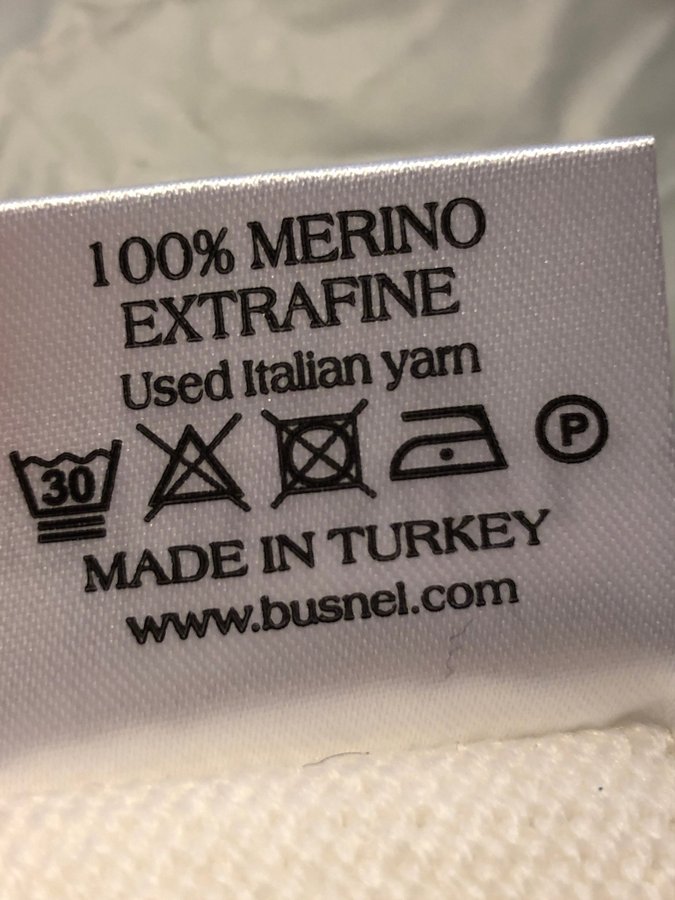 100% MERINO
EXTRAFINE
Used Italian yarn
30 P
MADE IN TURKEY
www.busnel.com